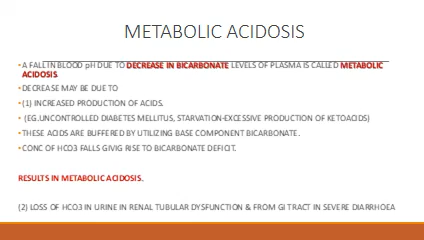 METABOLIC ACIDOSIS
•A FALL IN BLOOD pH DUE TO DECREASE IN BICARBONATE LEVELS OF PLASMA IS CALLED METABOLIC
ACIDOSIS.
•DECREASE MAY BE DUE TO
•(1) INCREASED PRODUCTION OF ACIDS.
• (EG.UNCONTROLLED DIABETES MELLITUS, STARVATION-EXCESSIVE PRODUCTION OF KETOACIDS)
•THESE ACIDS ARE BUFFERED BY UTILIZING BASE COMPONENT BICARBONATE.
•CONC OF HCO3 FALLS GIVIG RISE TO BICARBONATE DEFICIT.
RESULTS IN METABOLIC ACIDOSIS.
(2) LOSS OF HCO3 IN URINE IN RENAL TUBULAR DYSFUNCTION & FROM GI TRACT IN SEVERE DIARRHOEA